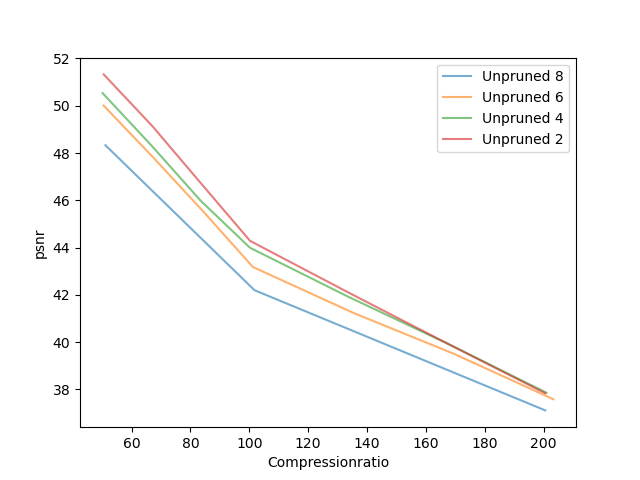 52
50
48
46
44
42
40
38
psnr
60 80 100 120 140 160 180 200
Compressionratio
Unpruned 8
Unpruned 6
Unpruned 4
Unpruned 2